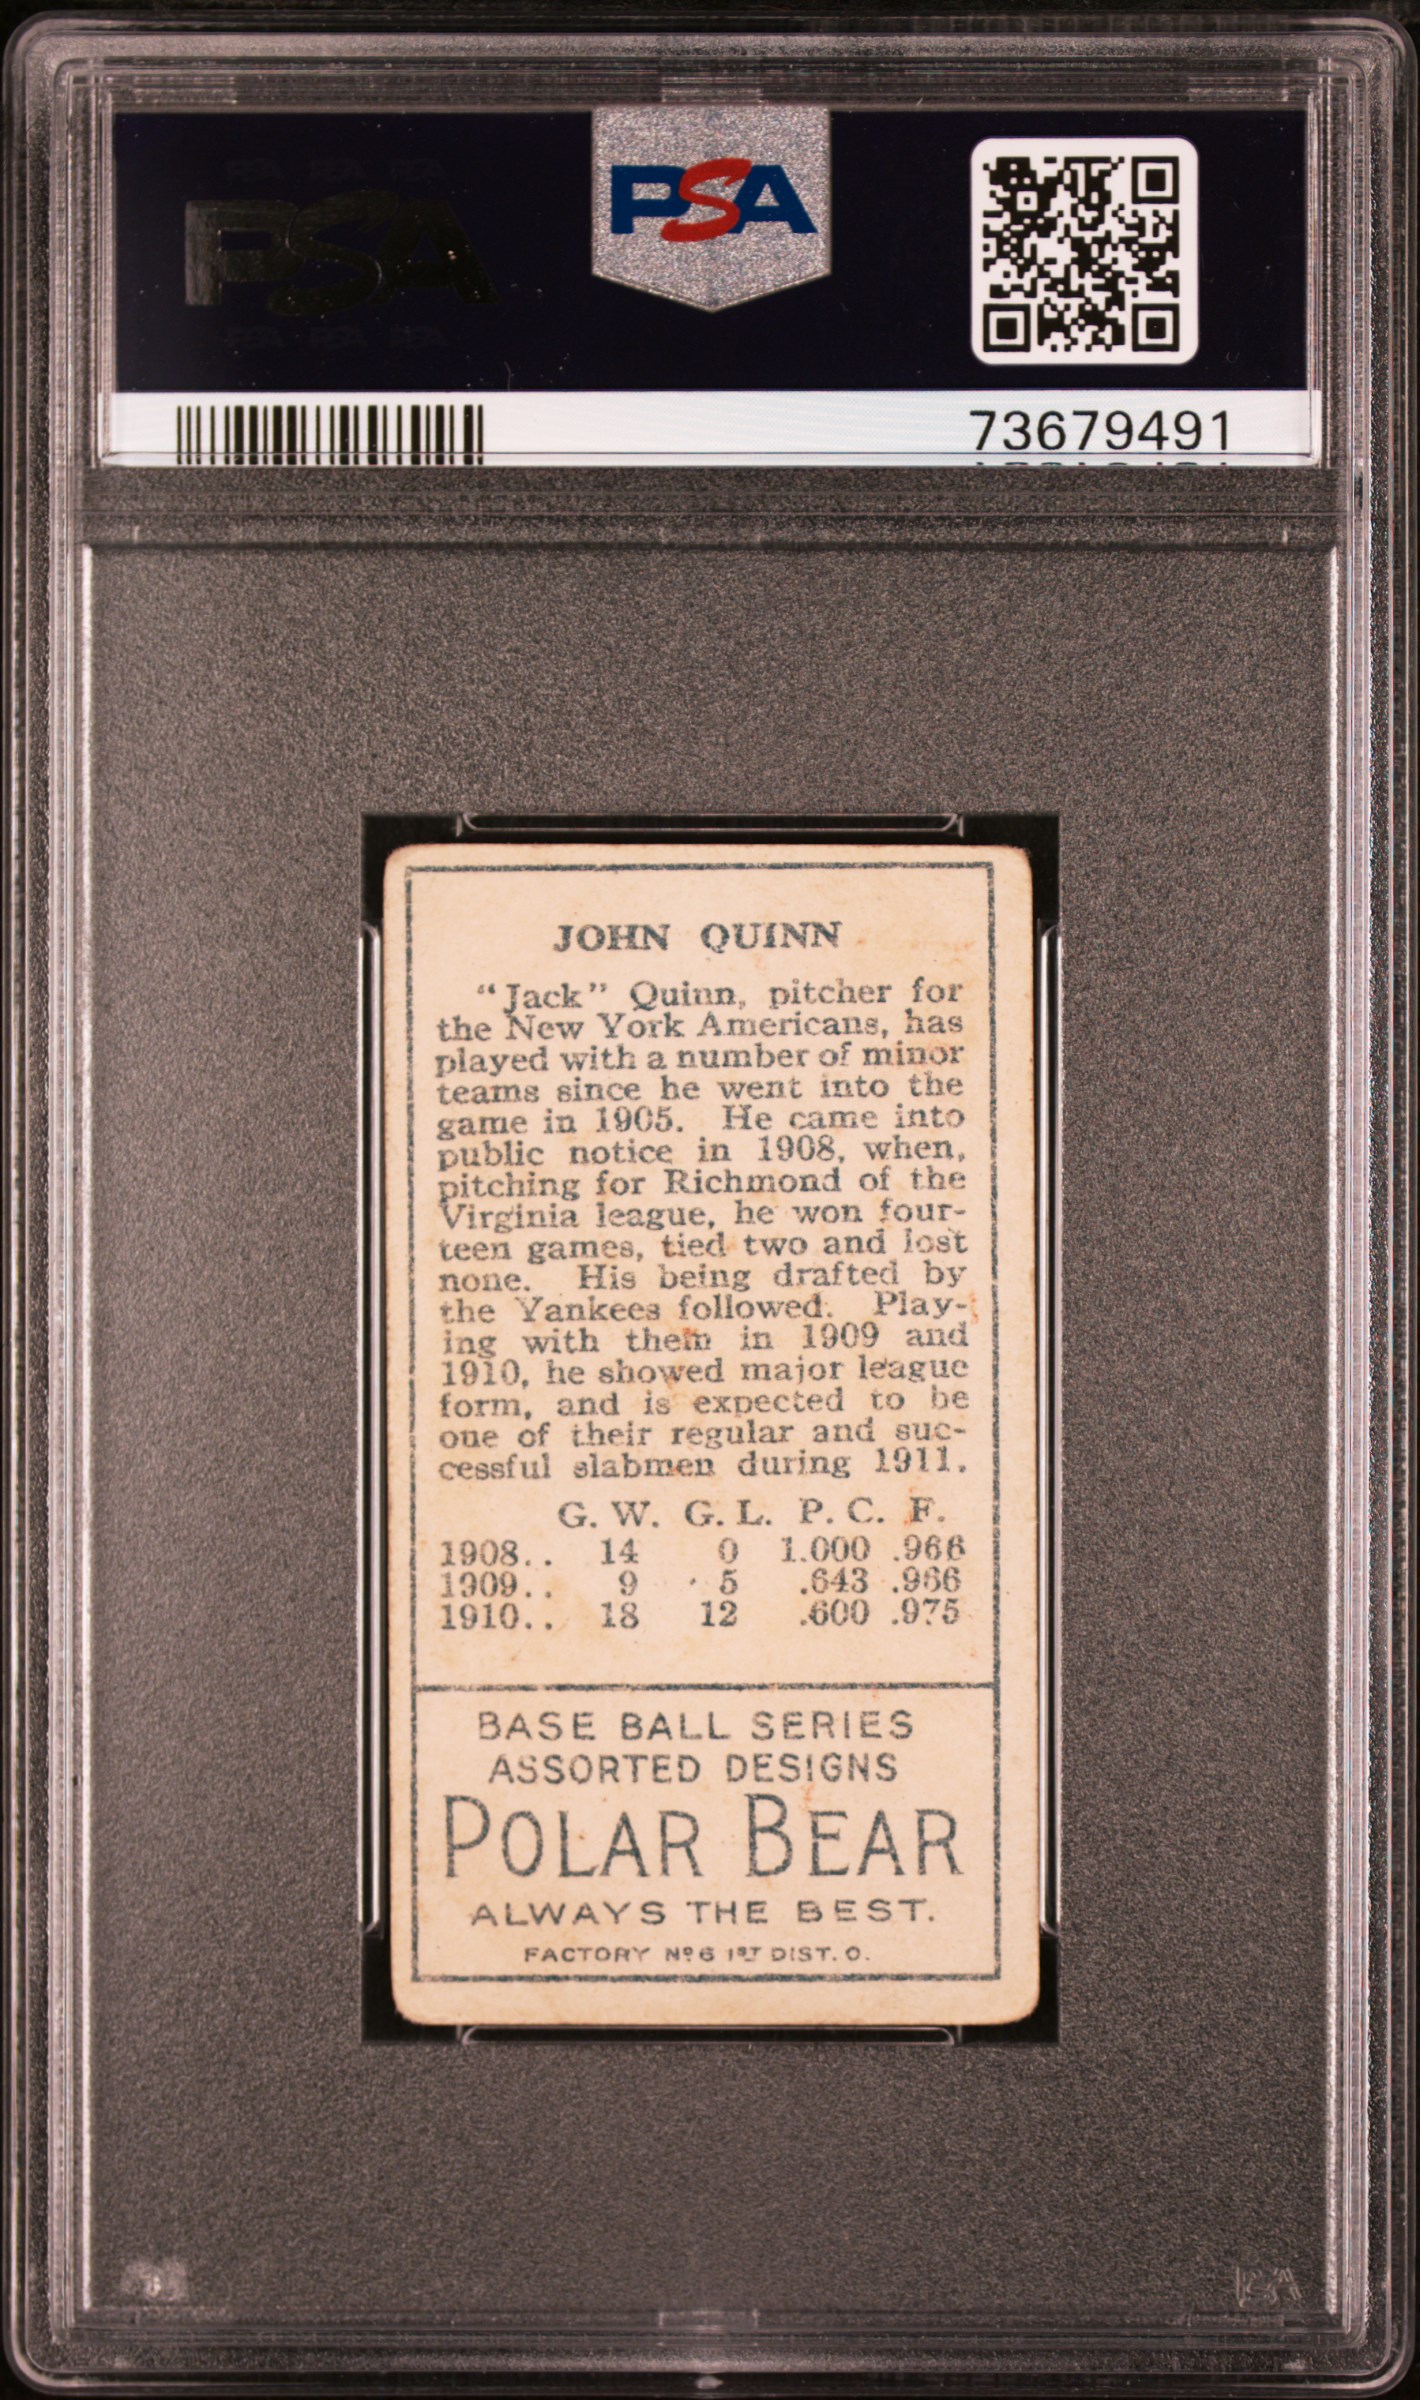 PSA
PSA
73679491
JOHN QUINN
“Jack” Quinn, pitcher for
the New York Americans, has
played with a number of minor
teams since he went into the
game in 1905. He came into
public notice in 1908, when,
pitching for Richmond of the
Virginia league, he won four-
teen games, tied two and lost
none. His being drafted by
the Yankees followed. Play-
ing with them in 1909 and
1910, he showed major league
form, and is expected to be
one of their regular and suc-
cessful slabmen during 1911.
G. W. G. L. P. C. F.
1908.. 14 0 1.000 .966
1909.. 9 5 .643 .966
1910.. 18 12 .600 .975
BASE BALL SERIES
ASSORTED DESIGNS
POLAR BEAR
ALWAYS THE BEST.
FACTORY Nº 6 1ST DIST. O.
PSA